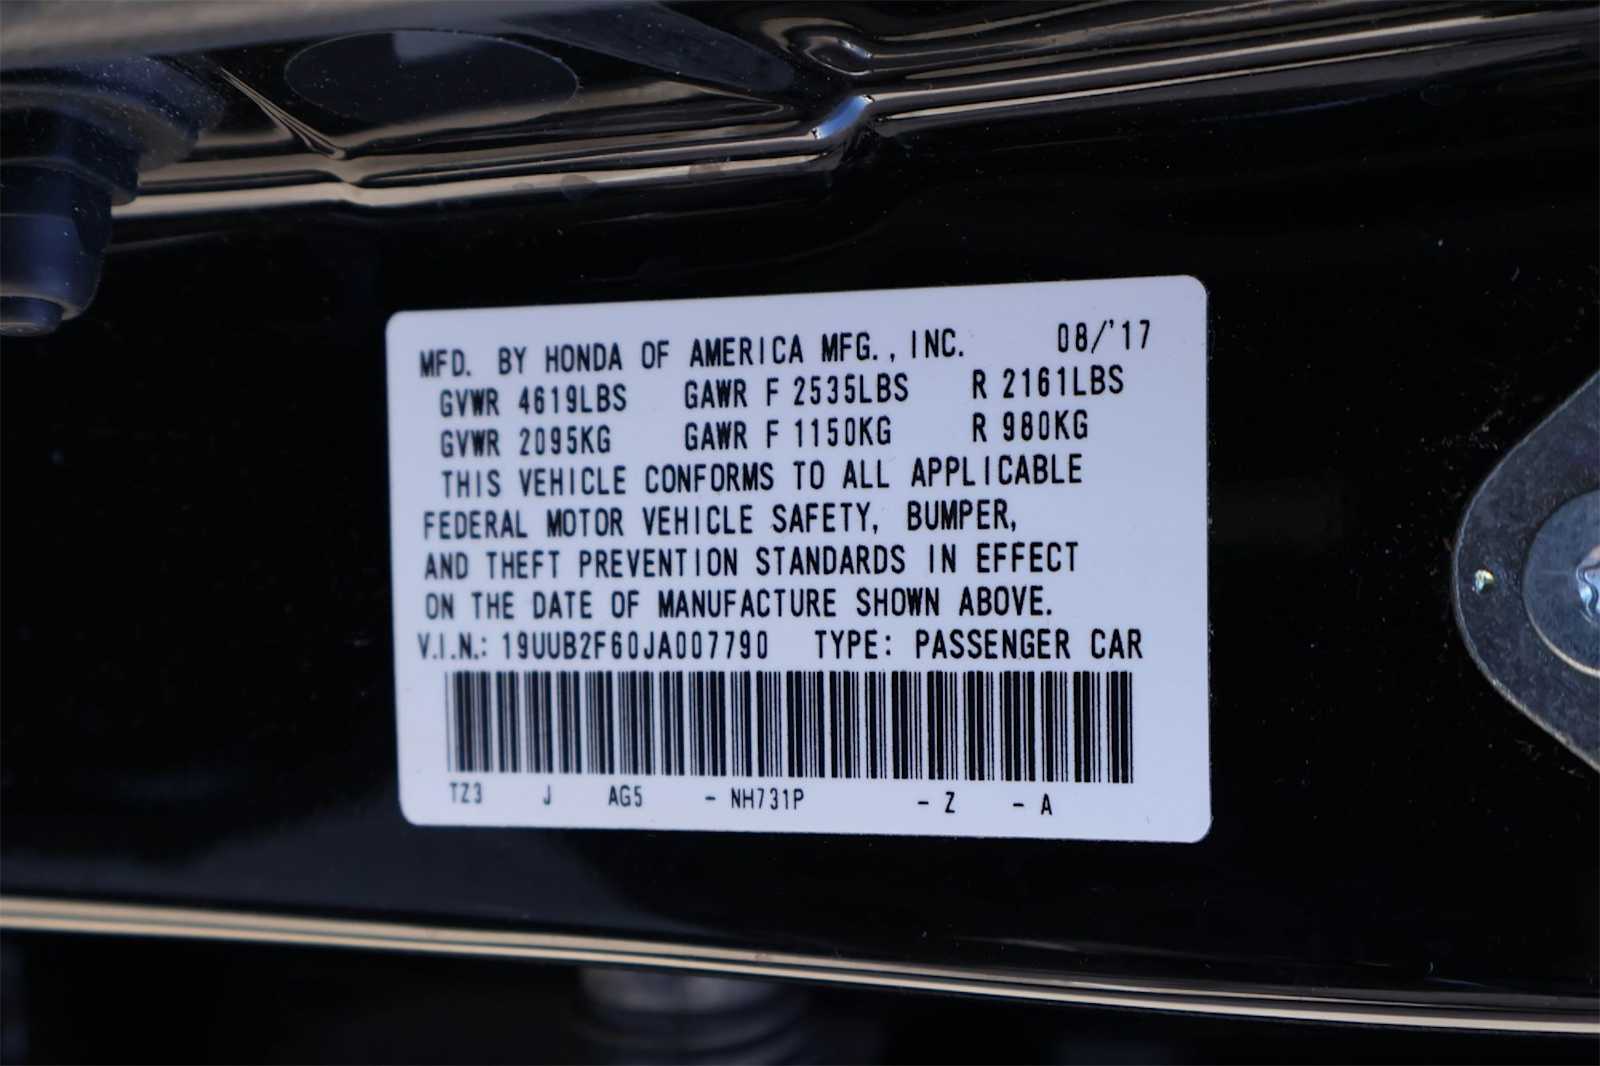 MFD. BY HONDA OF AMERICA MFG., INC. 08/'17
GVWR 4619LBS GAWR F 2535LBS R 2161LBS
GVWR 2095KG GAWR F 1150KG R 980KG
THIS VEHICLE CONFORMS TO ALL APPLICABLE
FEDERAL MOTOR VEHICLE SAFETY, BUMPER,
AND THEFT PREVENTION STANDARDS IN EFFECT
ON THE DATE OF MANUFACTURE SHOWN ABOVE.
V.I.N.: 19UUB2F60JA007790 TYPE: PASSENGER CAR
TZ3 J AG5 - NH731P - Z - A